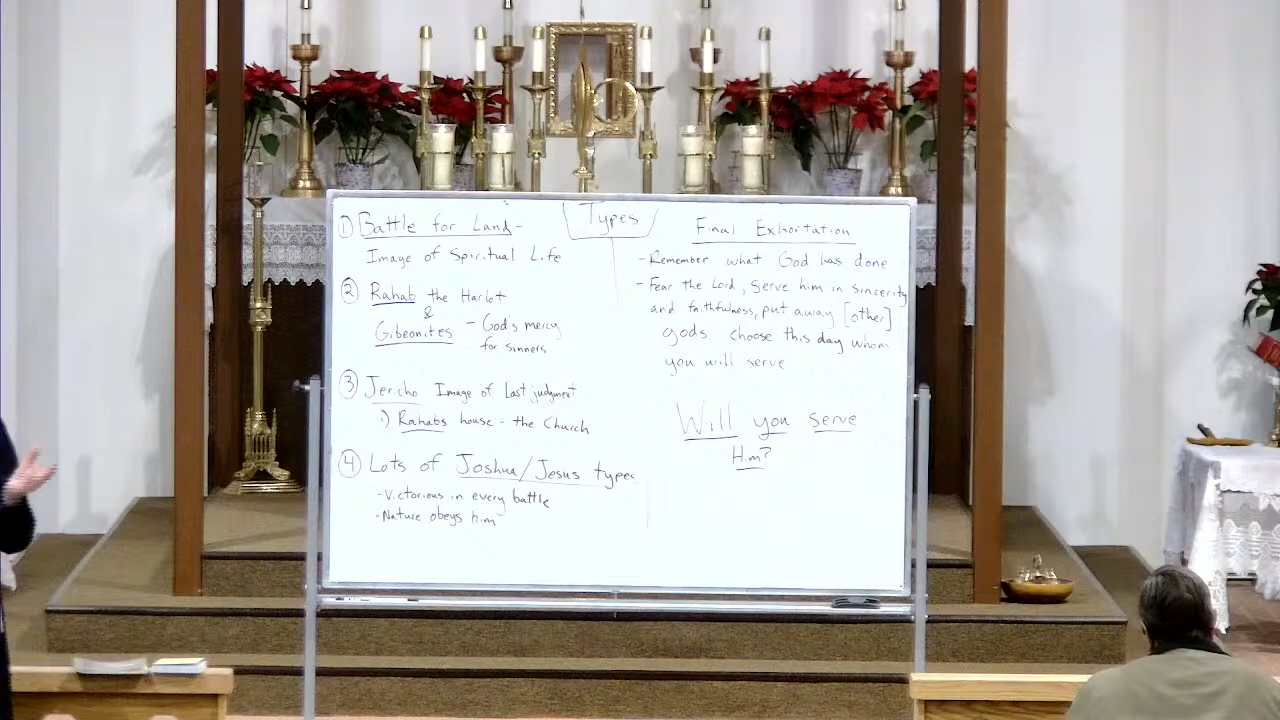 Types
1) Battle for Land -
Image of Spiritual Life
2 Rahab the Harlot
&
Gibeonites - God's mercy
for sinners
3 Jericho Image of Last judgment
1) Rahabs house - the Church
4 Lots of Joshua/Jesus types
- Victorious in every battle
- Nature obeys him
Final Exhortation
- Remember what God has done
- Fear the Lord, serve him in sincerity
and faithfulness, put away [other]
gods choose this day whom
you will serve
Will you serve
Him?